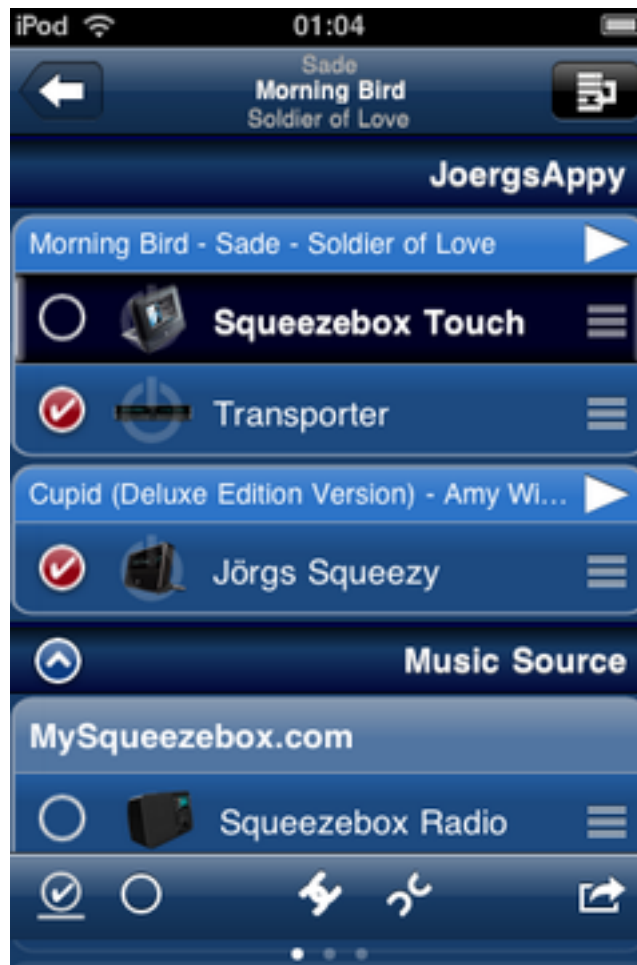 iPod 01:04
Sade
Morning Bird
Soldier of Love
JoergsAppy
Morning Bird - Sade - Soldier of Love
Squeezebox Touch
Transporter
Cupid (Deluxe Edition Version) - Amy Wi...
Jörgs Squeezy
Music Source
MySqueezebox.com
Squeezebox Radio